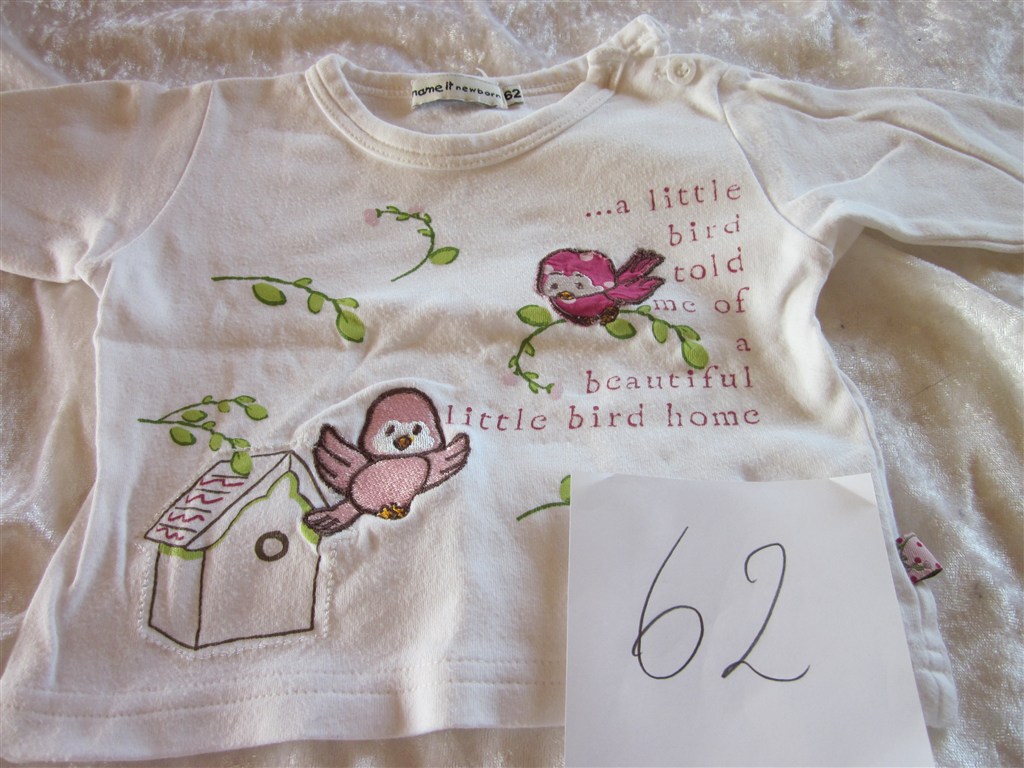 name it newborn 62
...a little
bird
told
me of
a
beautiful
little bird home
62